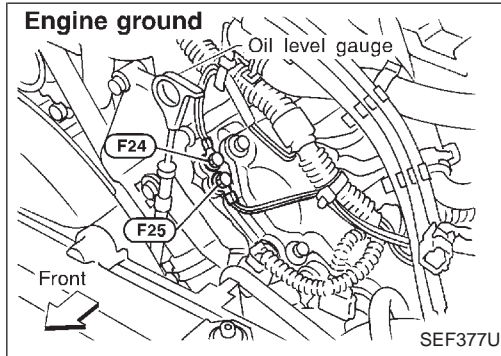 Engine ground
Oil level gauge
F24
F25
Front
SEF377U